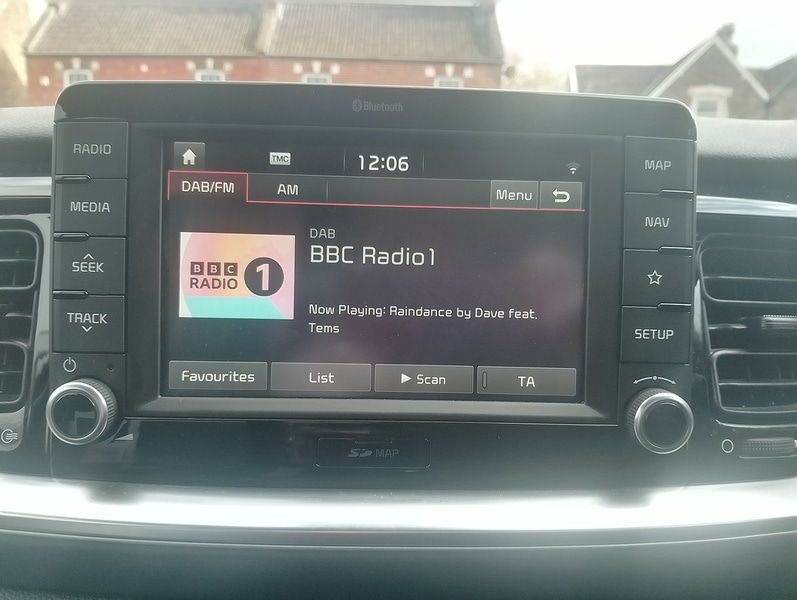 Bluetooth
RADIO
MEDIA
SEEK
TRACK
TMC
12:06
DAB/FM
AM
Menu
BBC
RADIO 1
DAB
BBC Radio1
Now Playing: Raindance by Dave feat.
Tems
Favourites
List
Scan
TA
MAP
NAV
SETUP
SD MAP